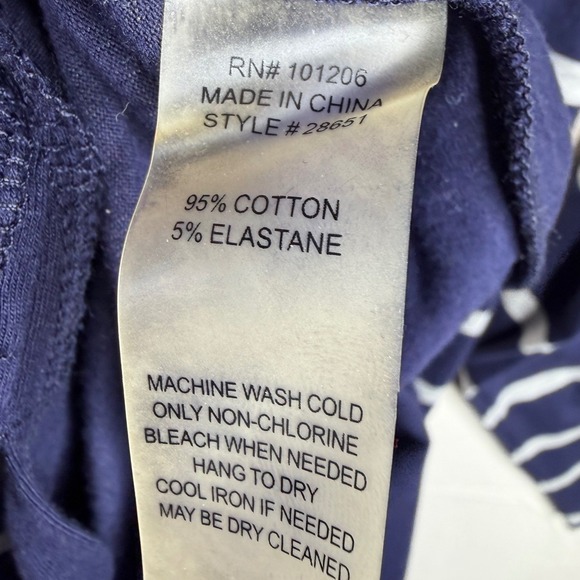 RN# 101206
MADE IN CHINA
STYLE # 28651
95% COTTON
5% ELASTANE
MACHINE WASH COLD
ONLY NON-CHLORINE
BLEACH WHEN NEEDED
HANG TO DRY
COOL IRON IF NEEDED
MAY BE DRY CLEANED